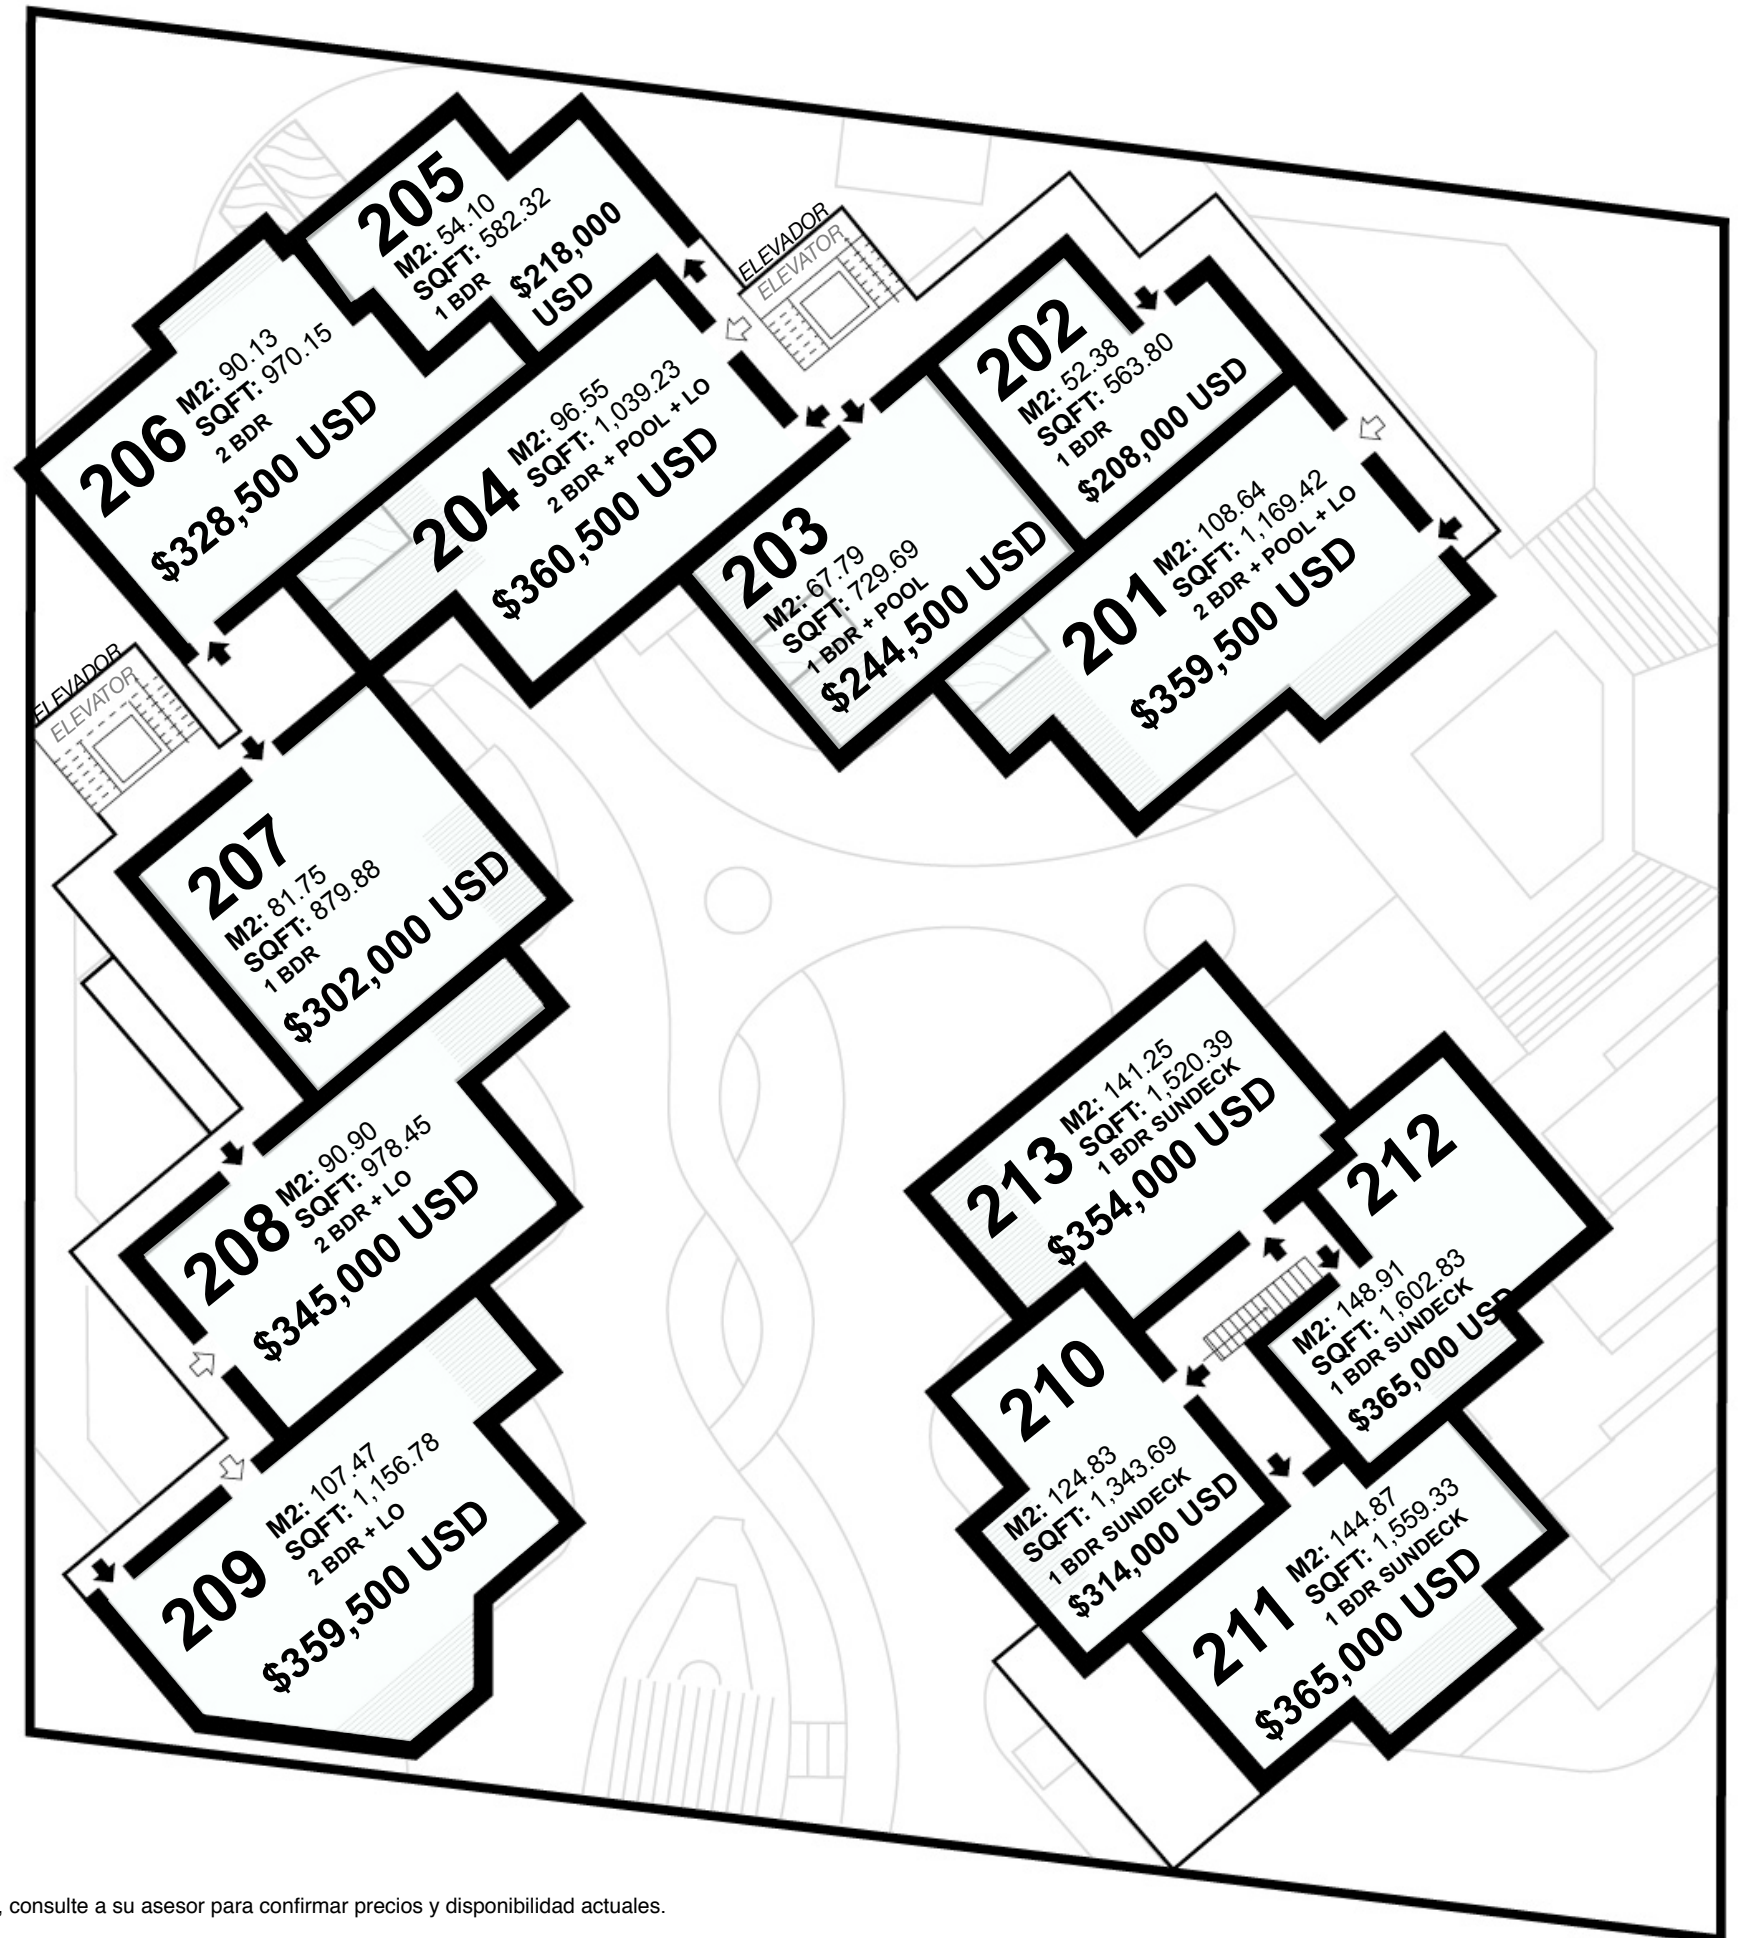 205
M2: 54.10
SQFT: 582.32
1 BDR
$218,000
USD
ELEVADOR
ELEVATOR
206
M2: 90.13
SQFT: 970.15
2 BDR
$328,500 USD
204
M2: 96.55
SQFT: 1,039.23
2 BDR + POOL + LO
$360,500 USD
202
M2: 52.38
SQFT: 563.80
1 BDR
$208,000 USD
203
M2: 67.79
SQFT: 729.69
1 BDR + POOL
$244,500 USD
201
M2: 108.64
SQFT: 1,169.42
2 BDR + POOL + LO
$359,500 USD
ELEVADOR
ELEVATOR
207
M2: 81.75
SQFT: 879.88
1 BDR
$302,000 USD
208
M2: 90.90
SQFT: 978.45
2 BDR + LO
$345,000 USD
209
M2: 107.47
SQFT: 1,156.78
2 BDR + LO
$359,500 USD
213
M2: 141.25
SQFT: 1,520.39
1 BDR SUNDECK
$354,000 USD
212
M2: 148.91
SQFT: 1,602.83
1 BDR SUNDECK
$365,000 USD
210
M2: 124.83
SQFT: 1,343.69
1 BDR SUNDECK
$314,000 USD
211
M2: 144.87
SQFT: 1,559.33
1 BDR SUNDECK
$365,000 USD
, consulte a su asesor para confirmar precios y disponibilidad actuales.